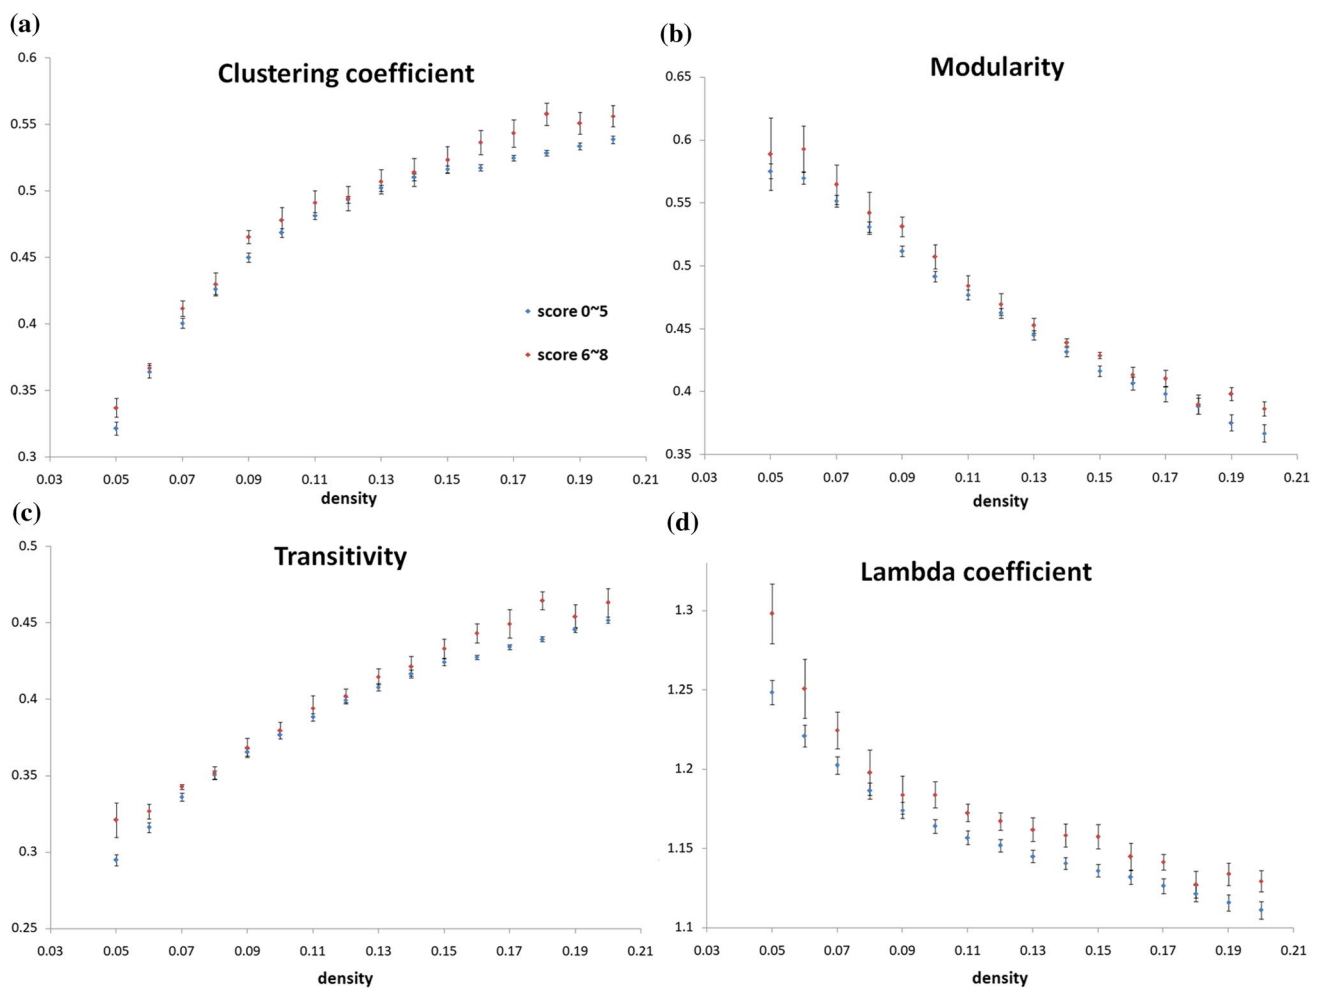 (a)
Clustering coefficient
0.6
0.55
0.5
0.45
0.4
0.35
0.3
0.03 0.05 0.07 0.09 0.11 0.13 0.15 0.17 0.19 0.21
density
score 0~5
score 6~8
(b)
Modularity
0.65
0.6
0.55
0.5
0.45
0.4
0.35
0.03 0.05 0.07 0.09 0.11 0.13 0.15 0.17 0.19 0.21
density
(c)
Transitivity
0.5
0.45
0.4
0.35
0.3
0.25
0.03 0.05 0.07 0.09 0.11 0.13 0.15 0.17 0.19 0.21
density
(d)
Lambda coefficient
1.3
1.25
1.2
1.15
1.1
0.03 0.05 0.07 0.09 0.11 0.13 0.15 0.17 0.19 0.21
density